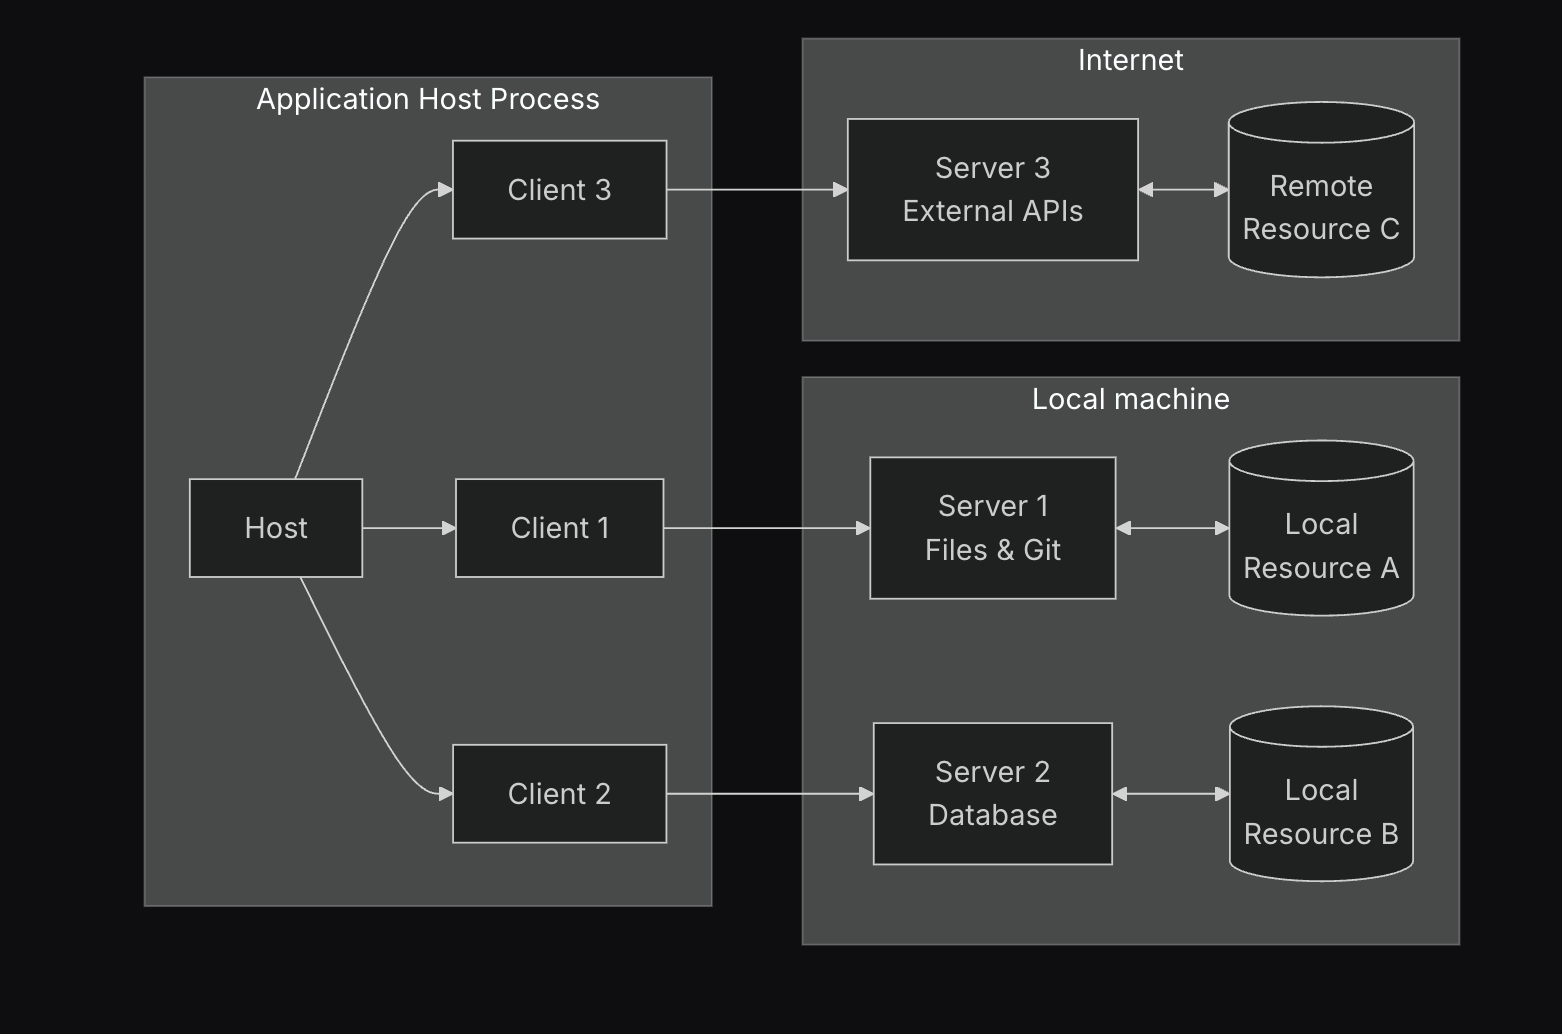 Application Host Process
Client 3
Host
Client 1
Client 2
Internet
Server 3
External APIs
Remote
Resource C
Local machine
Server 1
Files & Git
Local
Resource A
Server 2
Database
Local
Resource B